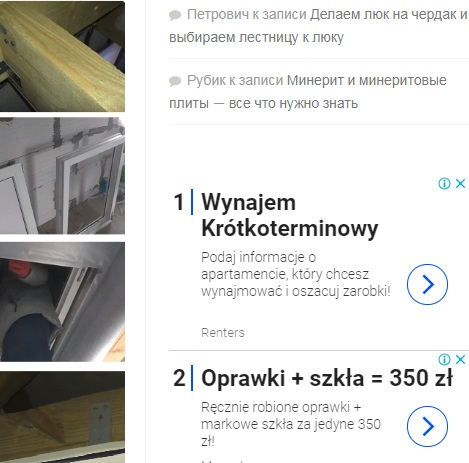 Петрович к записи Делаем люк на чердак и
выбираем лестницу к люку
Рубик к записи Минерит и минеритовые
плиты — все что нужно знать
1 Wynajem
Krótkoterminowy
Podaj informacje o
apartamencie, który chcesz
wynajmować i oszacuj zarobki!
Renters
2 Oprawki + szkła = 350 zł
Ręcznie robione oprawki +
markowe szkła za jedyne 350
zł!